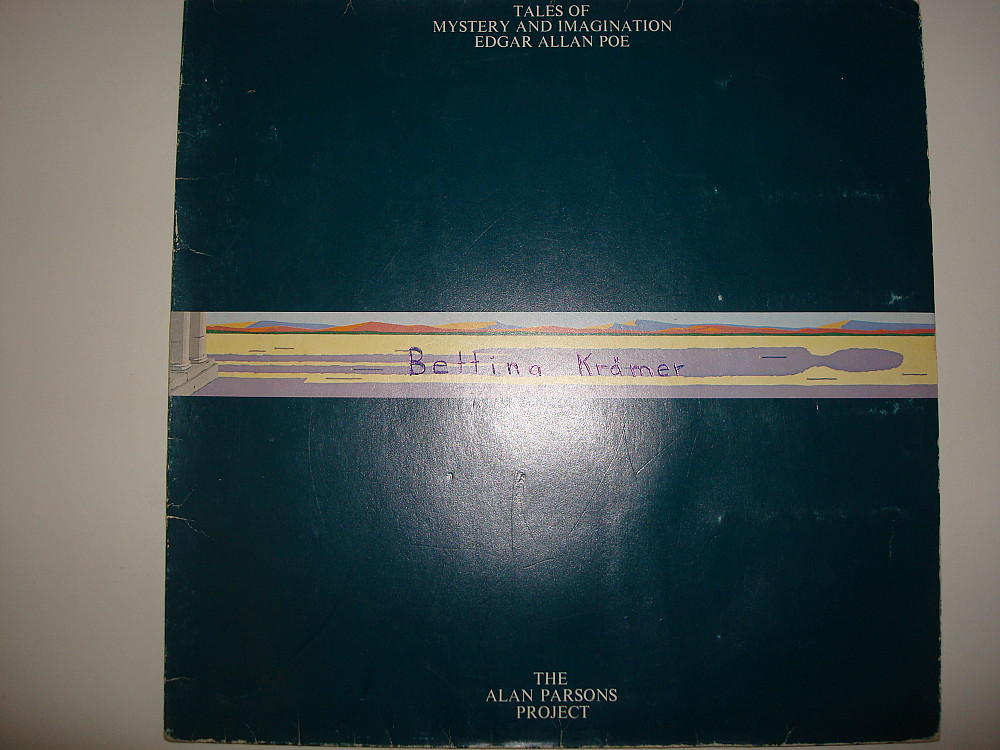 TALES OF
MYSTERY AND IMAGINATION
EDGAR ALLAN POE
Bettina Krämer
THE
ALAN PARSONS
PROJECT